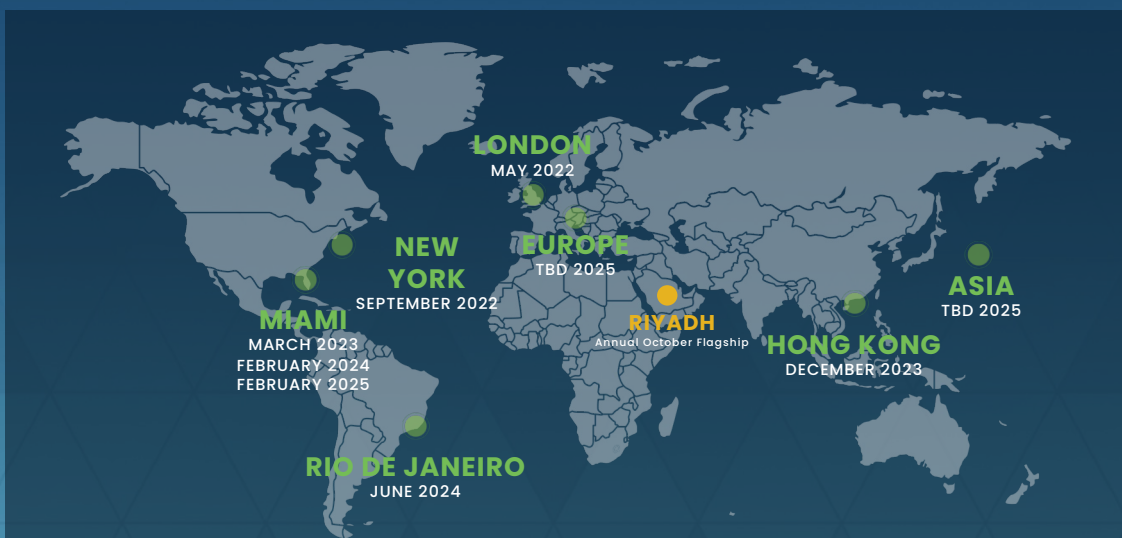 LONDON
MAY 2022
NEW
YORK
SEPTEMBER 2022
EUROPE
TBD 2025
MIAMI
MARCH 2023
FEBRUARY 2024
FEBRUARY 2025
RIYADH
Annual October Flagship
ASIA
TBD 2025
HONG KONG
DECEMBER 2023
RIO DE JANEIRO
JUNE 2024